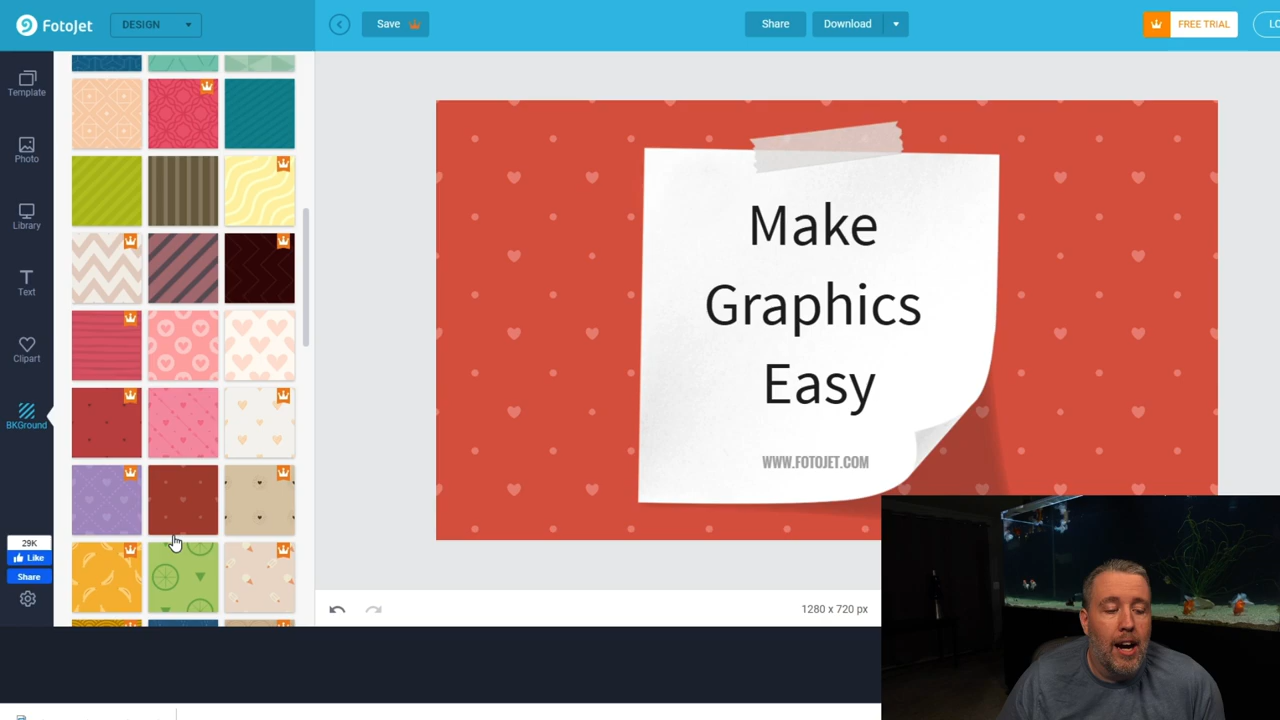 FotoJet
DESIGN
Save
Share
Download
FREE TRIAL
LO
Template
Photo
Library
Text
Clipart
BKGround
29K
Like
Share
Make
Graphics
Easy
WWW.FOTOJET.COM
1280 x 720 px